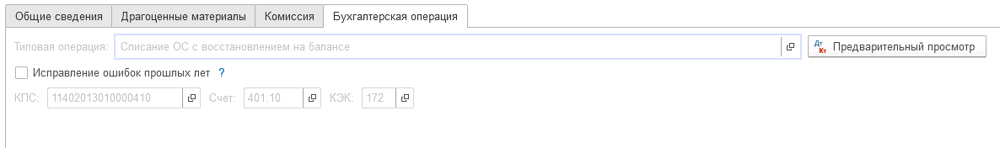 Общие сведения Драгоценные материалы Комиссия Бухгалтерская операция
Типовая операция: Списание ОС с восстановлением на балансе Дт Кт Предварительный просмотр
Исправление ошибок прошлых лет ?
КПС: 11402013010000410 Счет: 401.10 КЭК: 172